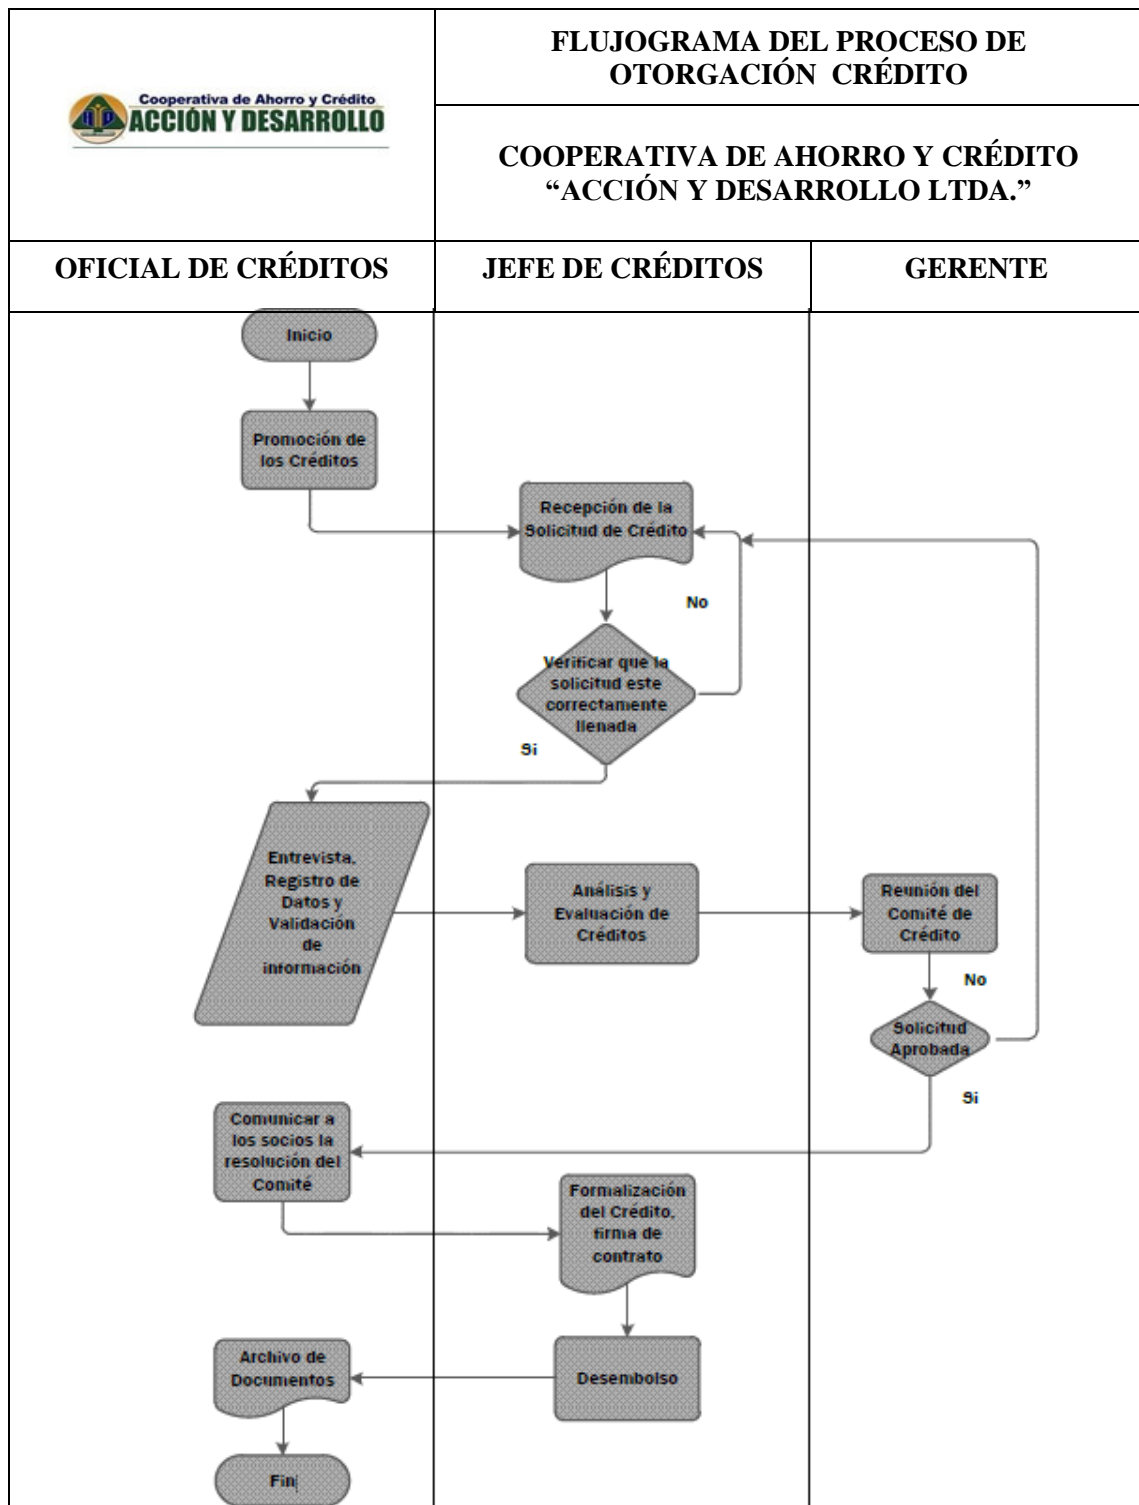 FLUJOGRAMA DEL PROCESO DE
OTORGACIÓN CRÉDITO
Cooperativa de Ahorro y Crédito
ACCIÓN Y DESARROLLO
COOPERATIVA DE AHORRO Y CRÉDITO
“ACCIÓN Y DESARROLLO LTDA.”
OFICIAL DE CRÉDITOS
JEFE DE CRÉDITOS
GERENTE
Inicio
Promoción de
los Créditos
Recepción de la
Solicitud de Crédito
No
Verificar que la
solicitud este
correctamente
llenada
Si
Entrevista,
Registro de
Datos y
Validación
de
información
Análisis y
Evaluación de
Créditos
Reunión del
Comité de
Crédito
No
Solicitud
Aprobada
Si
Comunicar a
los socios la
resolución del
Comité
Formalización
del Crédito,
firma de
contrato
Desembolso
Archivo de
Documentos
Fin